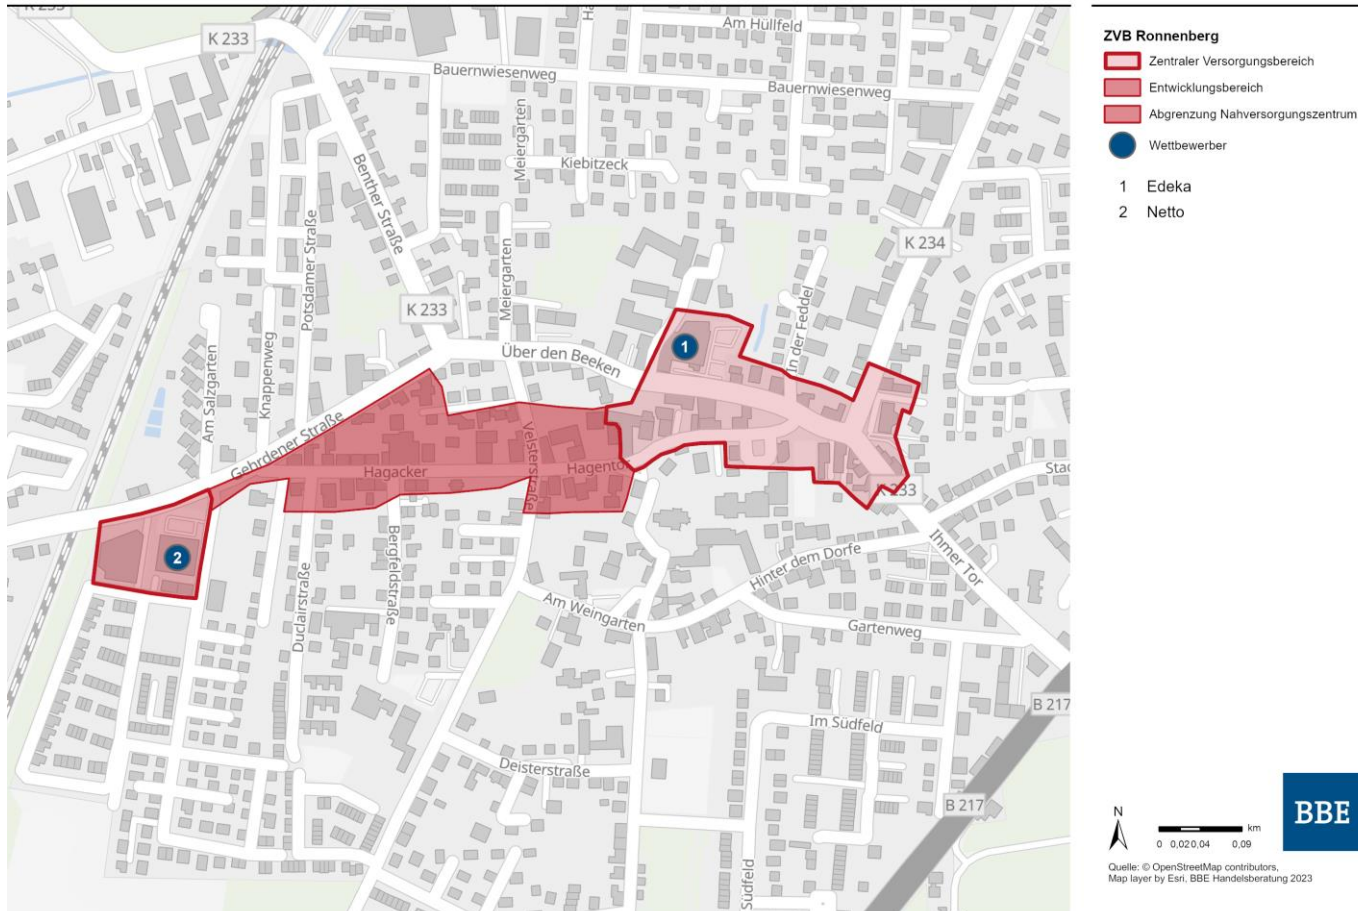 K 233
K 233
Am Hüllfeld
Bauernwiesenweg
Bauernwiesenweg
Meiergarten
Kiebitzeck
Benther Straße
Potsdamer Straße
K 234
Meiergarten
K 233
In der Feddel
1
Über den Beeken
Am Salzgarten
Knappenweg
Gehrdener Straße
Velsterstraße
Hagacker
Hagentor
K 233
2
Bergfeldstraße
Duclairstraße
Hinter dem Dorfe
Ihmer Tor
Am Weingarten
Gartenweg
B 217
Im Südfeld
Deisterstraße
B 217
Südfeld
ZVB Ronnenberg
Zentraler Versorgungsbereich
Entwicklungsbereich
Abgrenzung Nahversorgungszentrum
Wettbewerber
1 Edeka
2 Netto
N
km
0 0,02 0,04 0,09
BBE
Quelle: © OpenStreetMap contributors,
Map layer by Esri, BBE Handelsberatung 2023